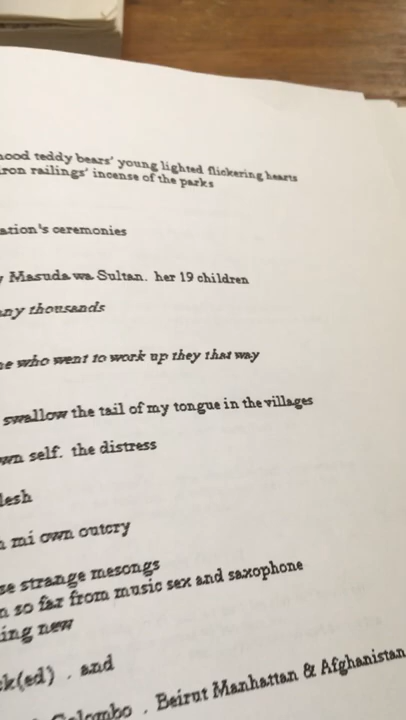 ood teddy bears' young lighted flickering hearts
ron railings' incense of the parks
ation's ceremonies
y Masuda wa Sultan. her 19 children
any thousands
e who went to work up they that way
swallow the tail of my tongue in the villages
wn self. the distress
lesh
mi own outcry
se strange mesongs
n so far from music sex and saxophone
ing new
ck(ed) . and
Colombo . Beirut Manhattan & Afghanistan